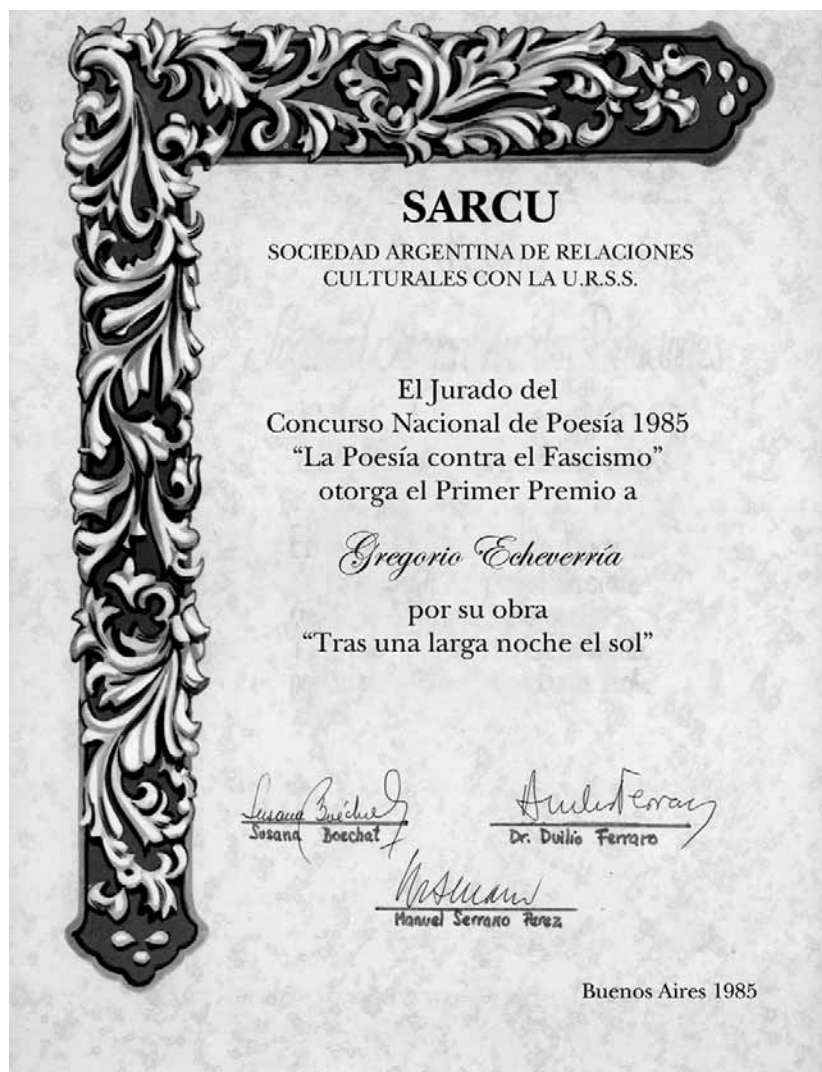 SARCU
SOCIEDAD ARGENTINA DE RELACIONES
CULTURALES CON LA U.R.S.S.
El Jurado del
Concurso Nacional de Poesía 1985
“La Poesía contra el Fascismo”
otorga el Primer Premio a
Gregorio Echeverría
por su obra
“Tras una larga noche el sol”
Susana Boechat
Dr. Duilio Ferraro
Manuel Serrano Perez
Buenos Aires 1985